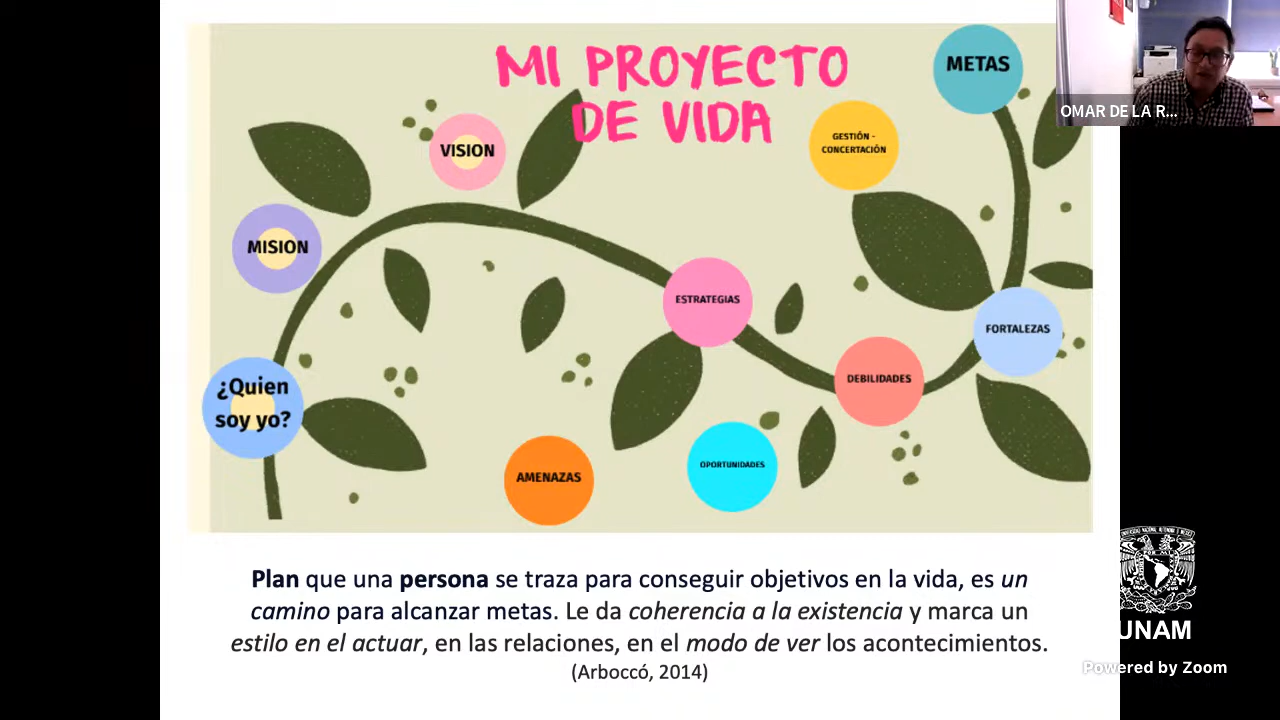 MI PROYECTO
DE VIDA
METAS
OMAR DE LA R...
GESTIÓN -
CONCERTACIÓN
VISION
MISION
ESTRATEGIAS
FORTALEZAS
DEBILIDADES
¿Quien
soy yo?
AMENAZAS
OPORTUNIDADES
Plan que una persona se traza para conseguir objetivos en la vida, es un
camino para alcanzar metas. Le da coherencia a la existencia y marca un
estilo en el actuar, en las relaciones, en el modo de ver los acontecimientos.
(Arboccó, 2014)
UNAM
Powered by Zoom